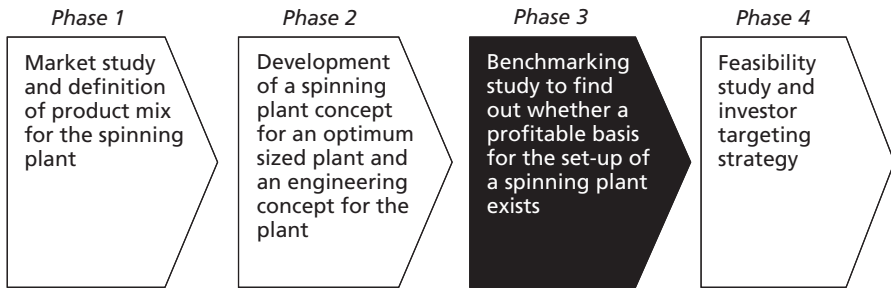 Phase 1
Market study
and definition
of product mix
for the spinning
plant
Phase 2
Development
of a spinning
plant concept
for an optimum
sized plant and
an engineering
concept for the
plant
Phase 3
Benchmarking
study to find
out whether a
profitable basis
for the set-up of
a spinning plant
exists
Phase 4
Feasibility
study and
investor
targeting
strategy